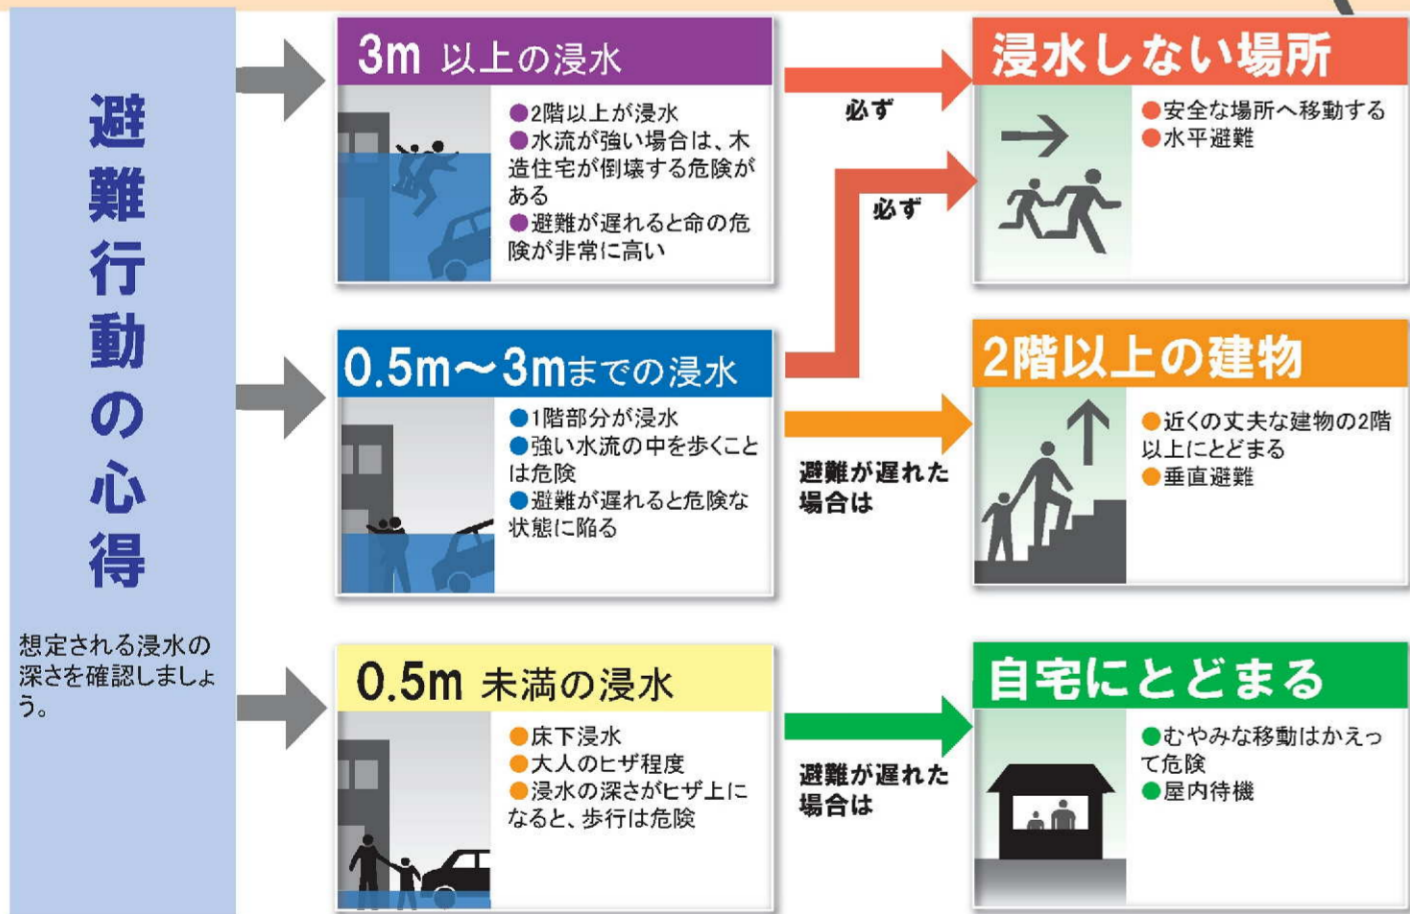 避難行動の心得
想定される浸水の
深さを確認しましょ
う。
3m 以上の浸水
●2階以上が浸水
●水流が強い場合は、木
造住宅が倒壊する危険が
ある
●避難が遅れると命の危
険が非常に高い
必ず
浸水しない場所
●安全な場所へ移動する
●水平避難
0.5m～3mまでの浸水
●1階部分が浸水
●強い水流の中を歩くこと
は危険
●避難が遅れると危険な
状態に陥る
必ず
避難が遅れた
場合は
2階以上の建物
●近くの丈夫な建物の2階
以上にとどまる
●垂直避難
0.5m 未満の浸水
●床下浸水
●大人のヒザ程度
●浸水の深さがヒザ上に
なると、歩行は危険
避難が遅れた
場合は
自宅にとどまる
●むやみな移動はかえっ
て危険
●屋内待機